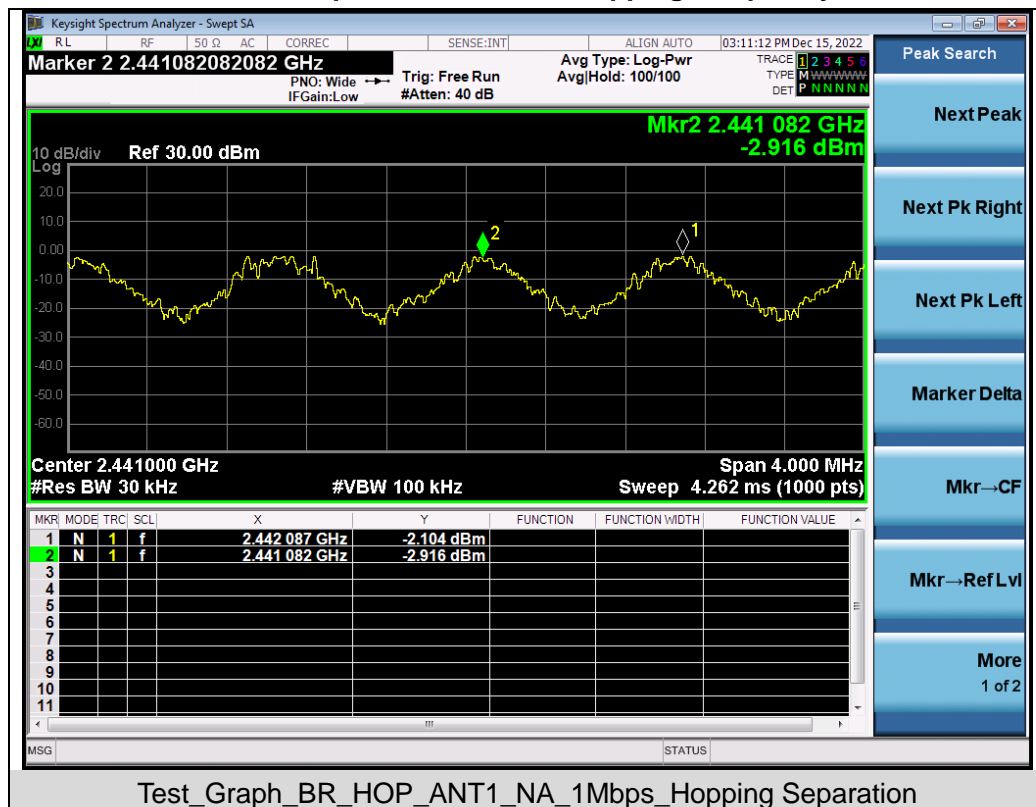 Keysight Spectrum Analyzer - Swept SA
LXI RL RF 50 Ω AC CORREC SENSE:INT ALIGN AUTO 03:11:12 PM Dec 15, 2022
Marker 2 2.441082082082 GHz
PNO: Wide
IFGain:Low
Trig: Free Run
#Atten: 40 dB
Avg Type: Log-Pwr
Avg|Hold: 100/100
TRACE 1 2 3 4 5 6
TYPE M WWWWW
DET P N N N N N
Mkr2 2.441 082 GHz
-2.916 dBm
10 dB/div Ref 30.00 dBm
Log
20.0
10.0
0.00
-10.0
-20.0
-30.0
-40.0
-50.0
-60.0
2
1
Center 2.441000 GHz Span 4.000 MHz
#Res BW 30 kHz #VBW 100 kHz Sweep 4.262 ms (1000 pts)
MKR MODE TRC SCL X Y FUNCTION FUNCTION WIDTH FUNCTION VALUE
1 N 1 f 2.442 087 GHz -2.104 dBm
2 N 1 f 2.441 082 GHz -2.916 dBm
3
4
5
6
7
8
9
10
11
MSG STATUS
Peak Search
Next Peak
Next Pk Right
Next Pk Left
Marker Delta
Mkr→CF
Mkr→Ref Lvl
More
1 of 2
Test_Graph_BR_HOP_ANT1_NA_1Mbps_Hopping Separation